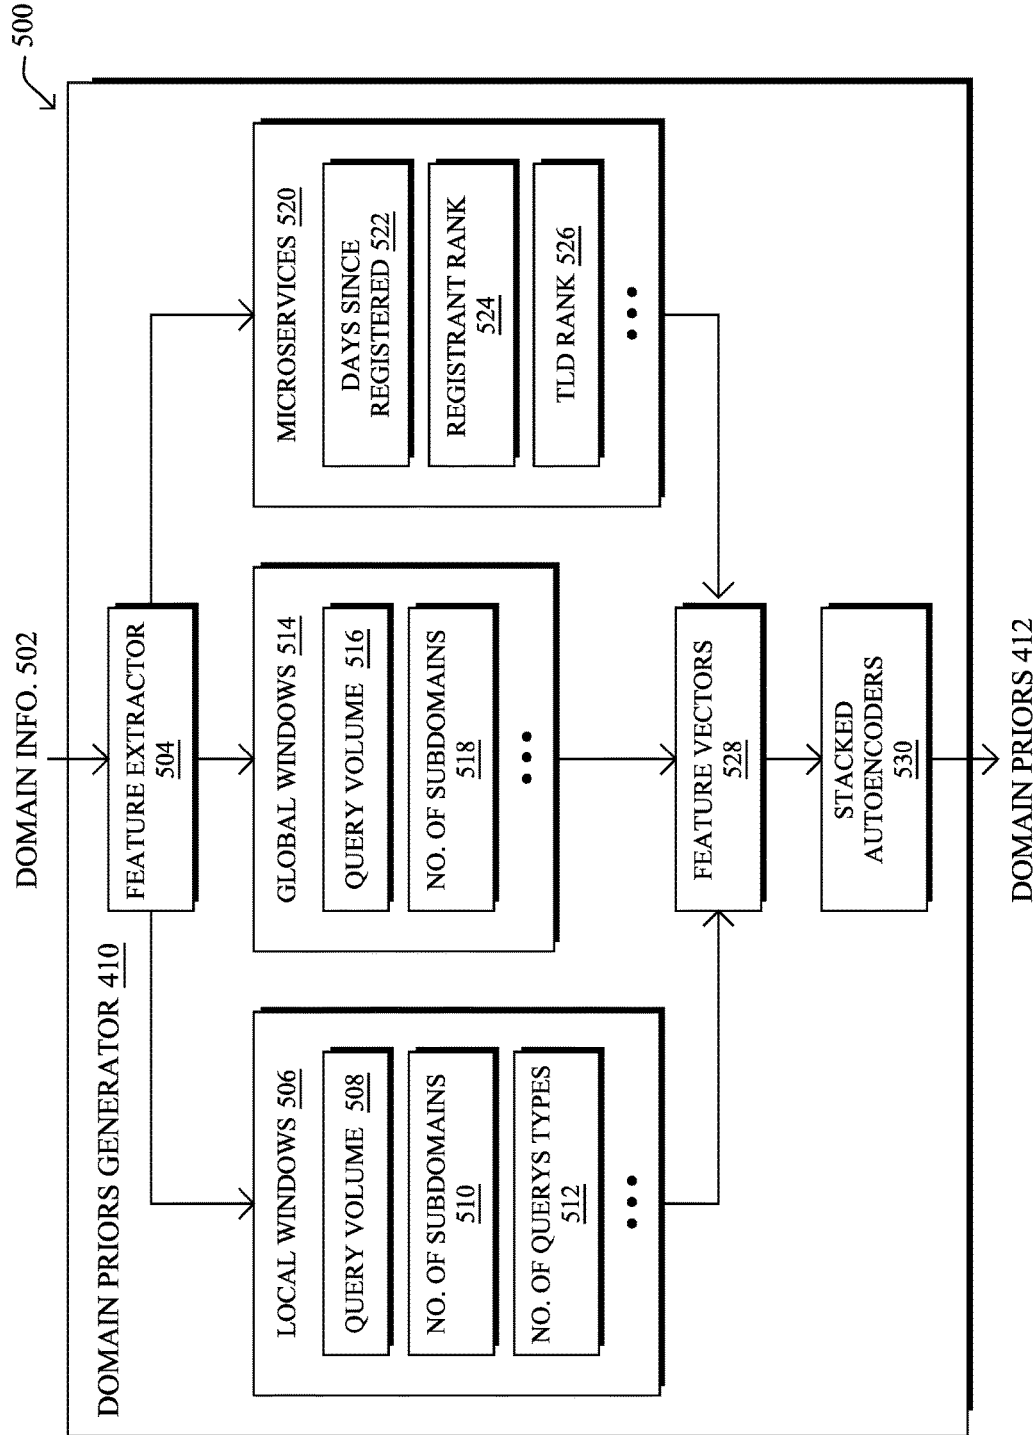 500
DOMAIN INFO. 502
DOMAIN PRIORS GENERATOR 410
FEATURE EXTRACTOR
504
LOCAL WINDOWS 506
QUERY VOLUME 508
NO. OF SUBDOMAINS
510
NO. OF QUERYS TYPES
512
GLOBAL WINDOWS 514
QUERY VOLUME 516
NO. OF SUBDOMAINS
518
MICROSERVICES 520
DAYS SINCE
REGISTERED 522
REGISTRANT RANK
524
TLD RANK 526
FEATURE VECTORS
528
STACKED
AUTOENCODERS
530
DOMAIN PRIORS 412